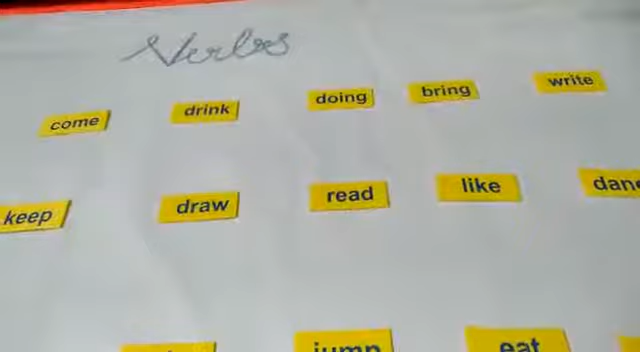 Verbs
come drink doing bring write
keep draw read like
jump eat